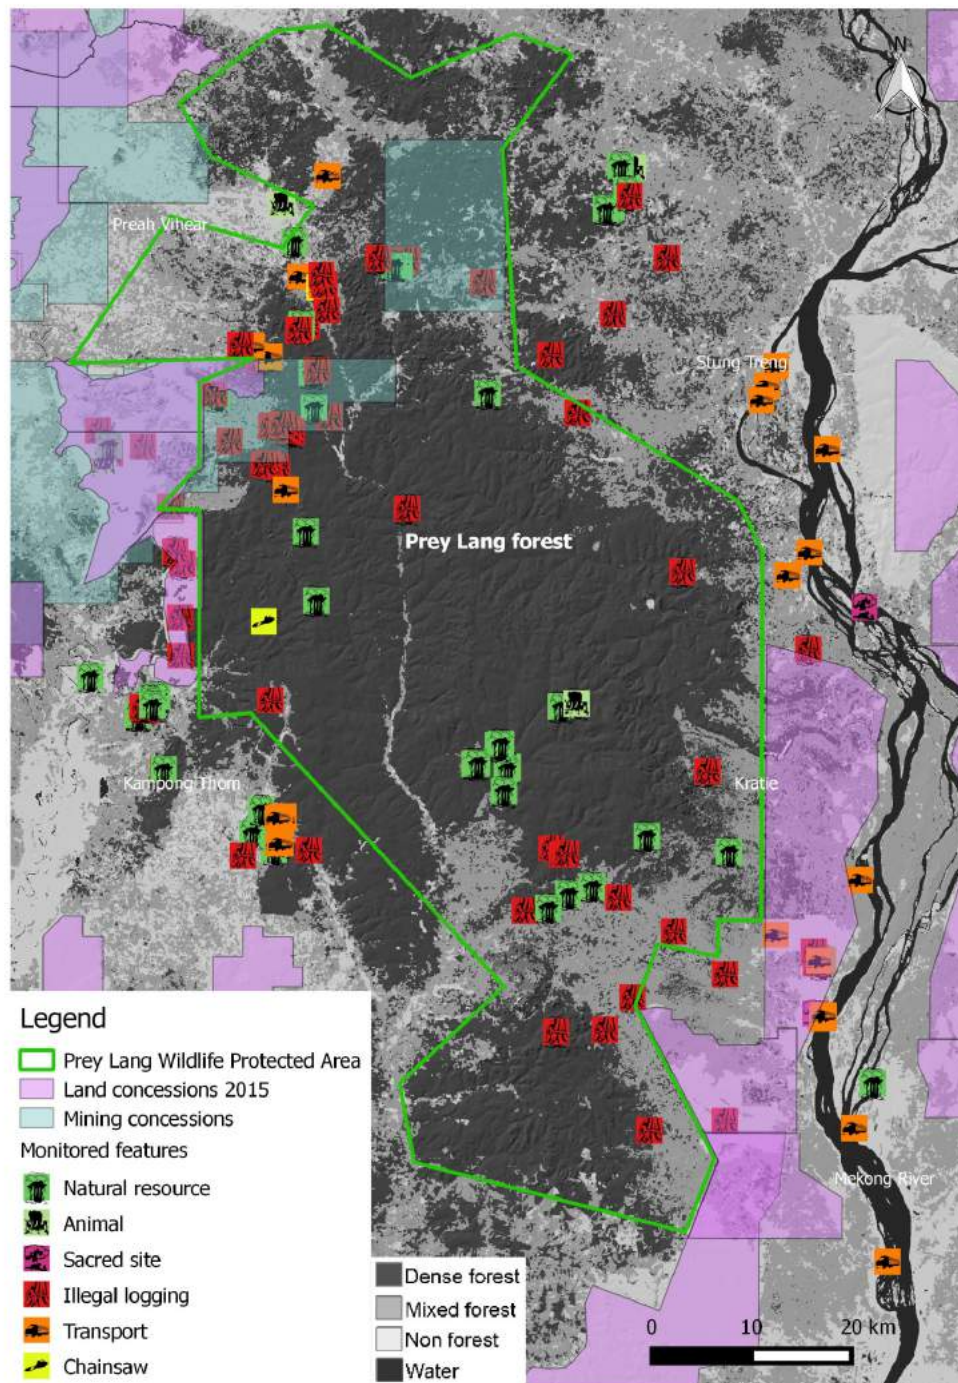 N
Preah Vihear
Stung Treng
Prey Lang forest
Kampong Thom
Kratie
Mekong River
Legend
Prey Lang Wildlife Protected Area
Land concessions 2015
Mining concessions
Monitored features
Natural resource
Animal
Sacred site
Illegal logging
Transport
Chainsaw
Dense forest
Mixed forest
Non forest
Water
0 10 20 km